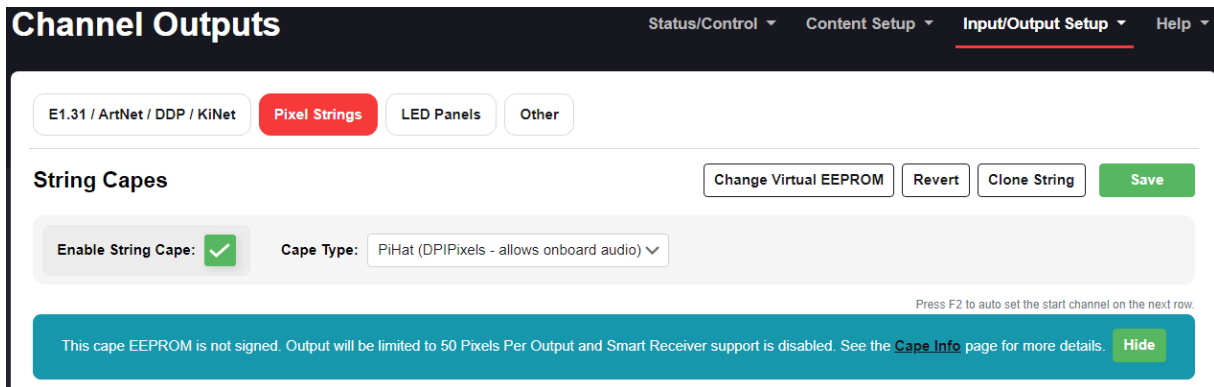 Channel Outputs
Status/Control Content Setup Input/Output Setup Help
E1.31 / ArtNet / DDP / KiNet Pixel Strings LED Panels Other
String Capes
Change Virtual EEPROM Revert Clone String Save
Enable String Cape: Cape Type: PiHat (DPIPixels - allows onboard audio)
Press F2 to auto set the start channel on the next row.
This cape EEPROM is not signed. Output will be limited to 50 Pixels Per Output and Smart Receiver support is disabled. See the Cape Info page for more details. Hide